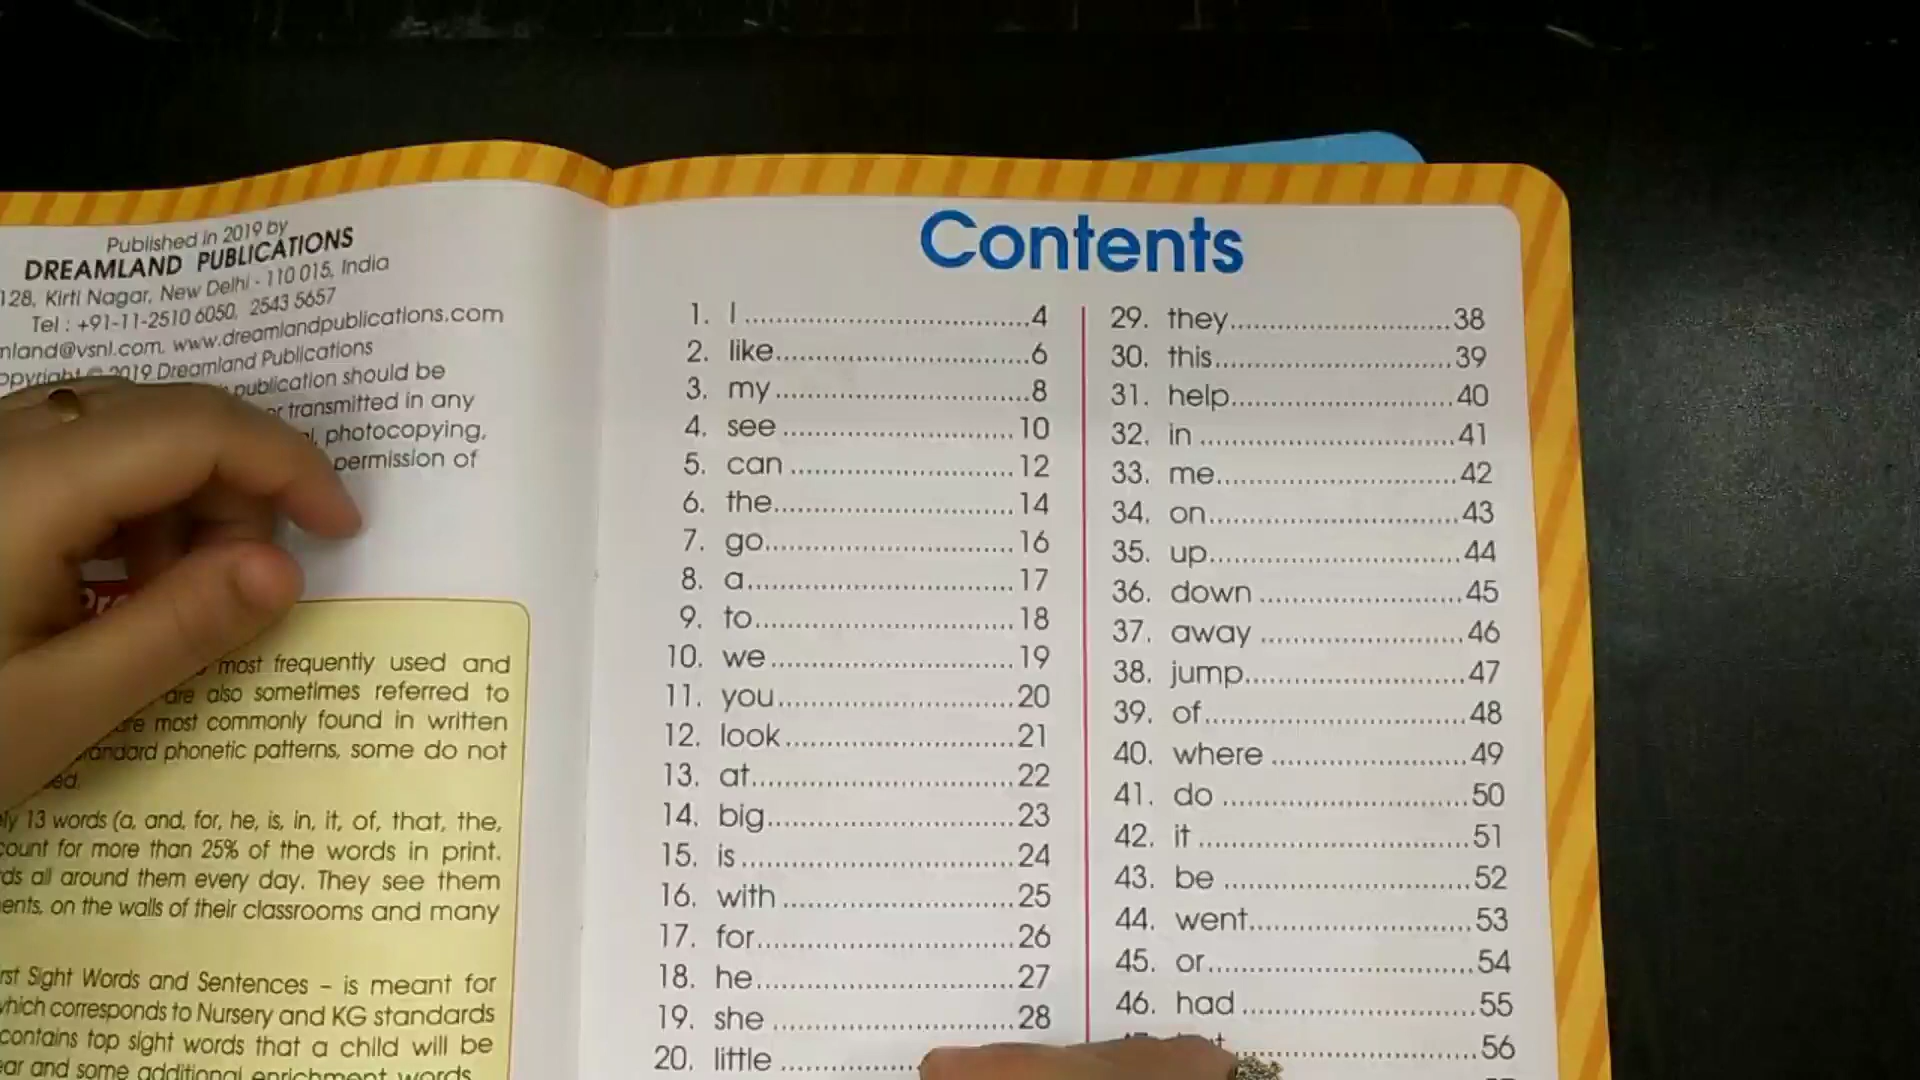 Published in 2019 by
DREAMLAND PUBLICATIONS
128, Kirti Nagar, New Delhi - 110 015, India
Tel : +91-11-2510 6050, 2543 5657
www.dreamlandpublications.com
2019 Dreamland Publications
publication should be
transmitted in any
photocopying,
permission of
most frequently used and
are also sometimes referred to
most commonly found in written
phonetic patterns, some do not
13 words (a, and, for, he, is, in, it, of, that, the,
for more than 25% of the words in print.
all around them every day. They see them
on the walls of their classrooms and many
Sight Words and Sentences – is meant for
which corresponds to Nursery and KG standards
contains top sight words that a child will be
and some additional enrichment words
Contents
1. I ............................................4
2. like.......................................6
3. my.......................................8
4. see ...................................10
5. can ..................................12
6. the....................................14
7. go.....................................16
8. a.......................................17
9. to......................................18
10. we....................................19
11. you...................................20
12. look..................................21
13. at......................................22
14. big....................................23
15. is ......................................24
16. with ..................................25
17. for.....................................26
18. he.....................................27
19. she ...................................28
20. little ....................
29. they..................................38
30. this....................................39
31. help..................................40
32. in ......................................41
33. me....................................42
34. on.....................................43
35. up.....................................44
36. down ...............................45
37. away ...............................46
38. jump.................................47
39. of......................................48
40. where ..............................49
41. do ....................................50
42. it .......................................51
43. be ....................................52
44. went.................................53
45. or......................................54
46. had ..................................55
....................................56